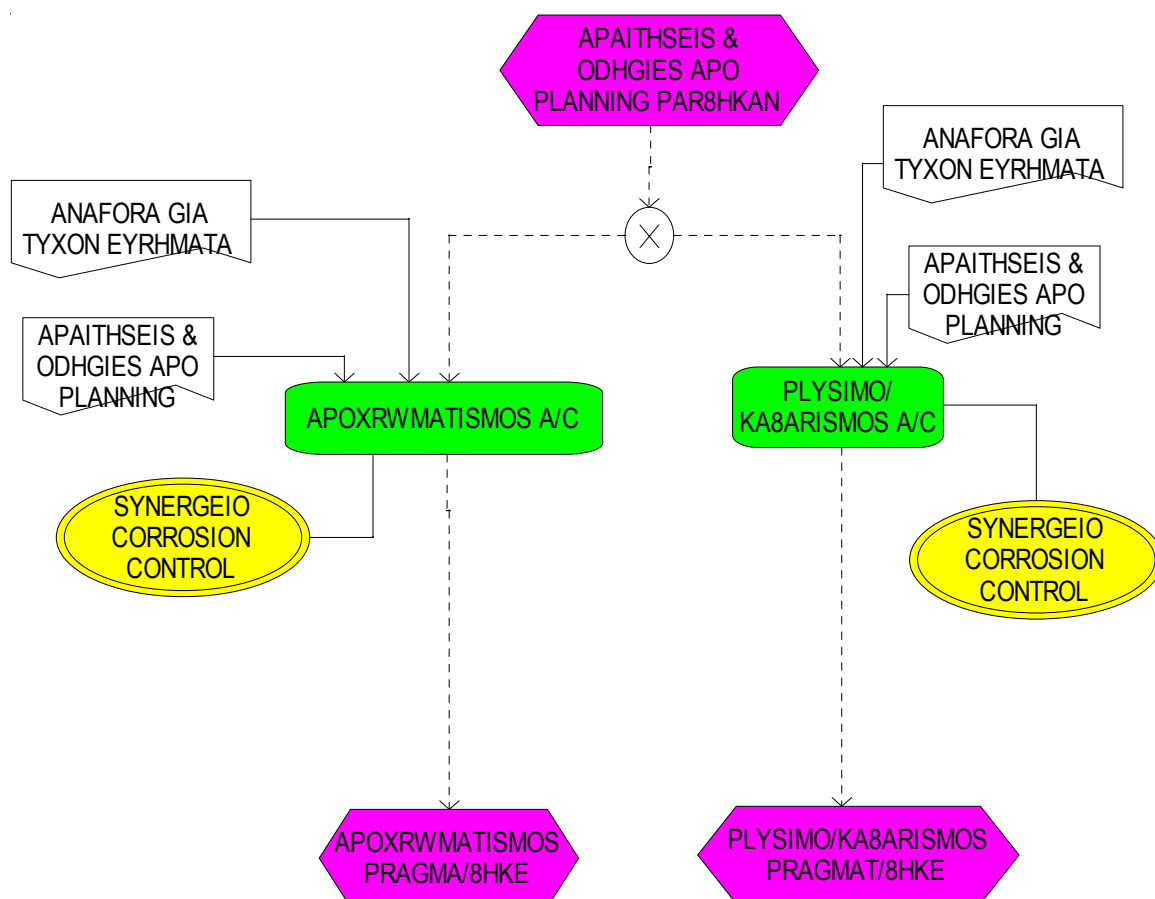 APAITHSEIS &
ODHGIES APO
PLANNING PAR8HKAN
ANAFORA GIA
TYXON EYRHMATA
ANAFORA GIA
TYXON EYRHMATA
X
APAITHSEIS &
ODHGIES APO
PLANNING
APAITHSEIS &
ODHGIES APO
PLANNING
APOXRWMATISMOS A/C
PLYSIMO/
KA8ARISMOS A/C
SYNERGEIO
CORROSION
CONTROL
SYNERGEIO
CORROSION
CONTROL
APOXRWMATISMOS
PRAGMA/8HKE
PLYSIMO/KA8ARISMOS
PRAGMAT/8HKE